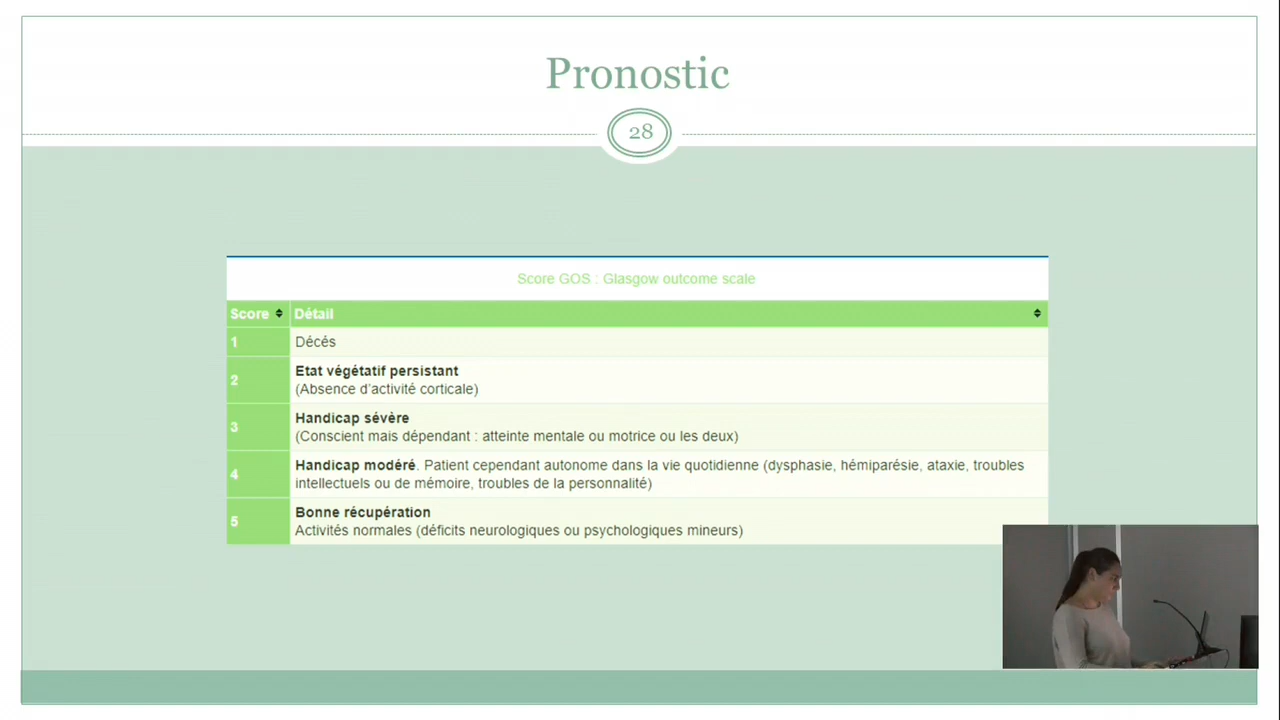 Pronostic
28
Score GOS : Glasgow outcome scale
Score Détail
1 Décés
2 Etat végétatif persistant
(Absence d'activité corticale)
3 Handicap sévère
(Conscient mais dépendant : atteinte mentale ou motrice ou les deux)
4 Handicap modéré. Patient cependant autonome dans la vie quotidienne (dysphasie, hémiparésie, ataxie, troubles
intellectuels ou de mémoire, troubles de la personnalité)
5 Bonne récupération
Activités normales (déficits neurologiques ou psychologiques mineurs)